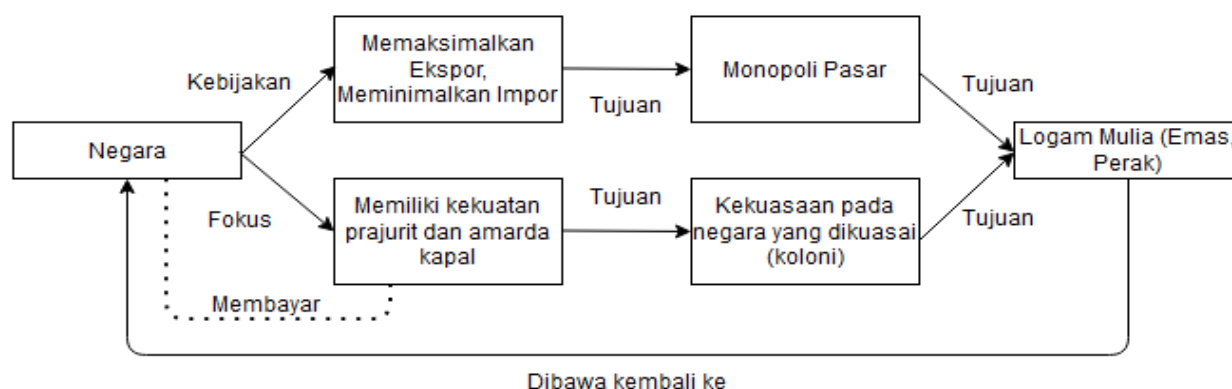 Memaksimalkan
Ekspor,
Meminimalkan Impor
Monopoli Pasar
Kebijakan
Tujuan
Tujuan
Negara
Logam Mulia (Emas,
Perak)
Fokus
Memiliki kekuatan
prajurit dan amarda
kapal
Tujuan
Kekuasaan pada
negara yang dikuasai
(koloni)
Tujuan
Membayar
Dibawa kembali ke